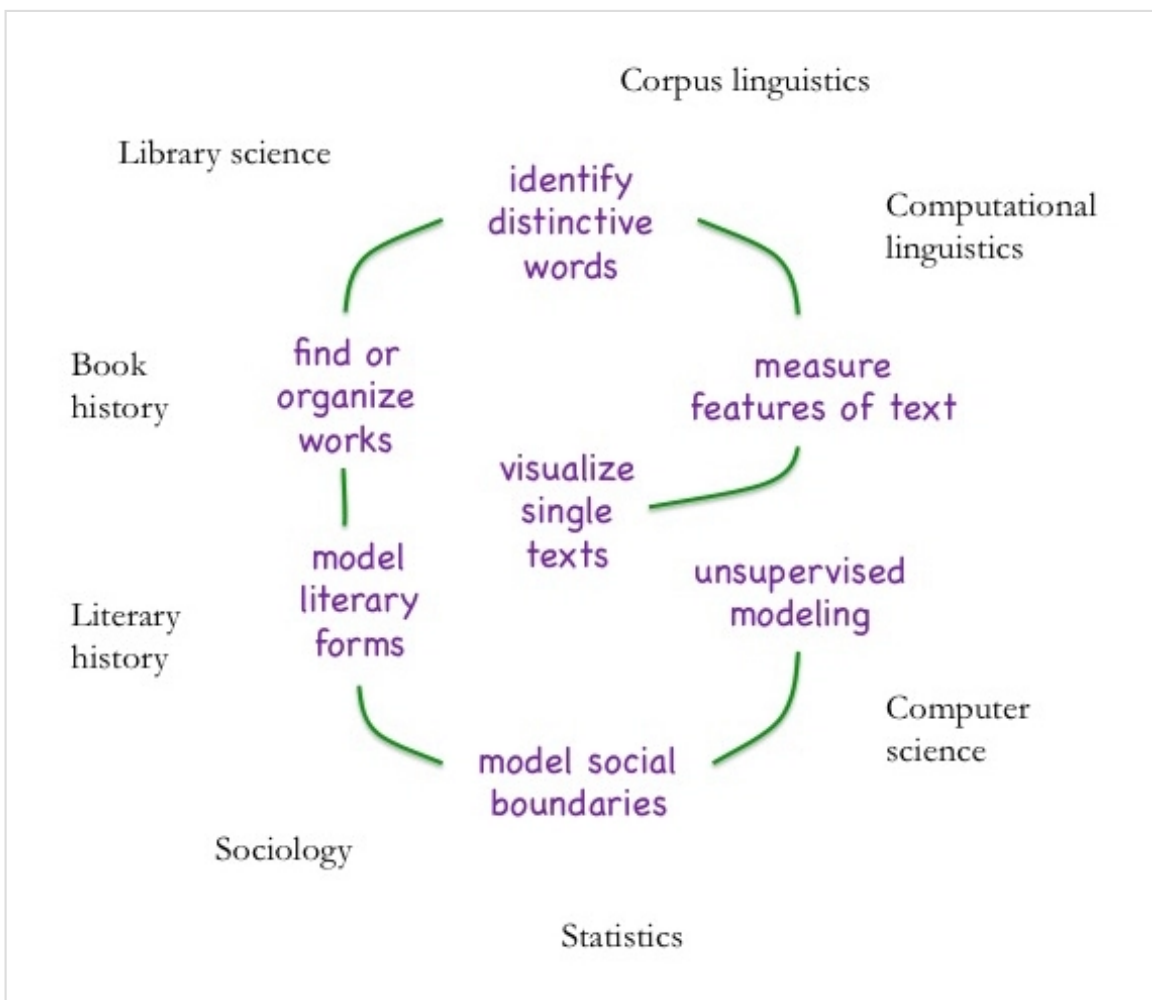 Corpus linguistics
Library science
identify
distinctive
words
Computational
linguistics
find or
organize
works
Book
history
measure
features of text
visualize
single
texts
model
literary
forms
unsupervised
modeling
Literary
history
Computer
science
model social
boundaries
Sociology
Statistics